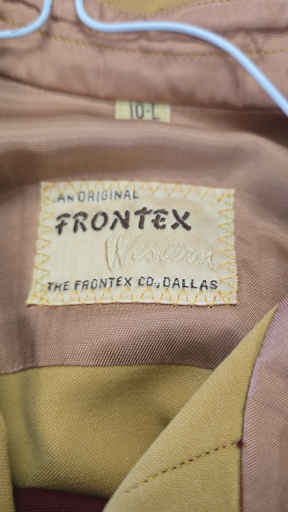 10-L
AN ORIGINAL
FRONTEX
Western
THE FRONTEX CO., DALLAS